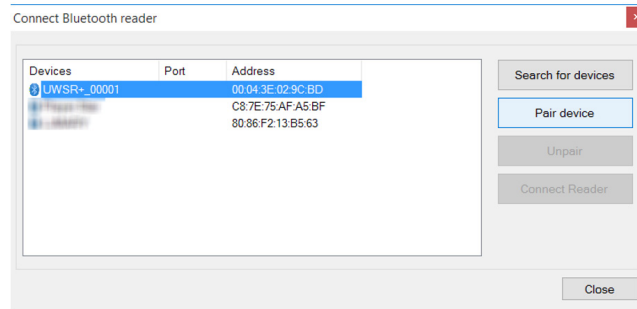 Connect Bluetooth reader
Devices Port Address
UWSR+_00001 00:04:3E:02:9C:BD
C8:7E:75:AF:A5:BF
80:86:F2:13:B5:63
Search for devices
Pair device
Unpair
Connect Reader
Close